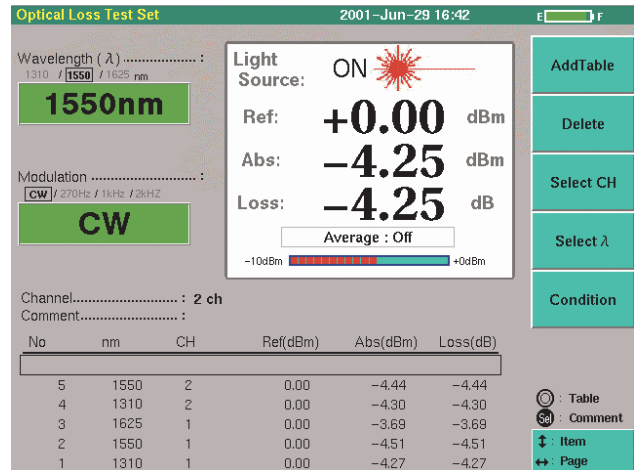 Optical Loss Test Set 2001-Jun-29 16:42 E F
Wavelength ( λ ) ..................... :
1310 / 1550 / 1625 nm
1550nm
Modulation ............................ :
CW / 270Hz / 1kHz / 2kHZ
CW
Light Source: ON
Ref: +0.00 dBm
Abs: −4.25 dBm
Loss: −4.25 dB
Average : Off
−10dBm +0dBm
Channel.......................... : 2 ch
Comment........................ :
No nm CH Ref(dBm) Abs(dBm) Loss(dB)
5 1550 2 0.00 −4.44 −4.44
4 1310 2 0.00 −4.30 −4.30
3 1625 1 0.00 −3.69 −3.69
2 1550 1 0.00 −4.51 −4.51
1 1310 1 0.00 −4.27 −4.27
AddTable
Delete
Select CH
Select λ
Condition
: Table
Sel : Comment
↕ : Item
↔ : Page